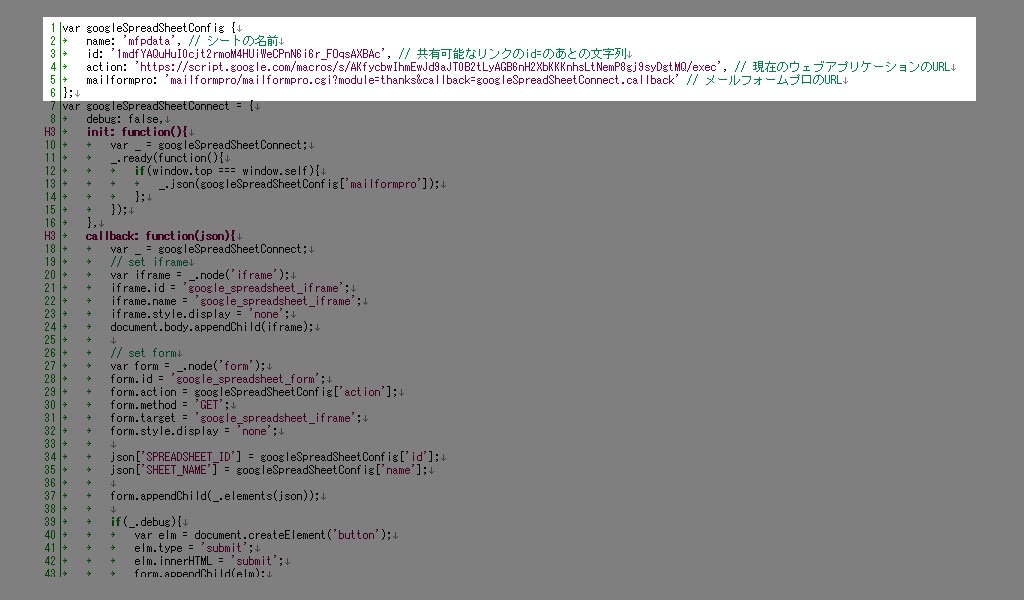 1 var googleSpreadSheetConfig {↓
2 name: 'mfpdata', // シートの名前↓
3 id: '1mdfYAQuHuIOcjt2rmoM4HUiWeCPnN6i6r_FOqsAXBAc', // 共有可能なリンクのid=のあとの文字列↓
4 action: 'https://script.google.com/macros/s/AKfycbwIhmEwJd9aJTOB2tLyAGB6nH2XbKKKnhsLtNemP8gj9syDgtMQ/exec', // 現在のウェブアプリケーションのURL↓
5 mailformpro: 'mailformpro/mailformpro.cgi?module=thanks&callback=googleSpreadSheetConnect.callback' // メールフォームプロのURL↓
6 };↓
7 var googleSpreadSheetConnect = {↓
8 debug: false,↓
H3 init: function(){↓
10 var _ = googleSpreadSheetConnect;↓
11 _.ready(function(){↓
12 if(window.top === window.self){↓
13 _.json(googleSpreadSheetConfig['mailformpro']);↓
14 };↓
15 });↓
16 },↓
H3 callback: function(json){↓
18 var _ = googleSpreadSheetConnect;↓
19 // set iframe↓
20 var iframe = _.node('iframe');↓
21 iframe.id = 'google_spreadsheet_iframe';↓
22 iframe.name = 'google_spreadsheet_iframe';↓
23 iframe.style.display = 'none';↓
24 document.body.appendChild(iframe);↓
25 ↓
26 // set form↓
27 var form = _.node('form');↓
28 form.id = 'google_spreadsheet_form';↓
29 form.action = googleSpreadSheetConfig['action'];↓
30 form.method = 'GET';↓
31 form.target = 'google_spreadsheet_iframe';↓
32 form.style.display = 'none';↓
33 ↓
34 json['SPREADSHEET_ID'] = googleSpreadSheetConfig['id'];↓
35 json['SHEET_NAME'] = googleSpreadSheetConfig['name'];↓
36 ↓
37 form.appendChild(_.elements(json));↓
38 ↓
39 if(_.debug){↓
40 var elm = document.createElement('button');↓
41 elm.type = 'submit';↓
42 elm.innerHTML = 'submit';↓
43 form.appendChild(elm);↓